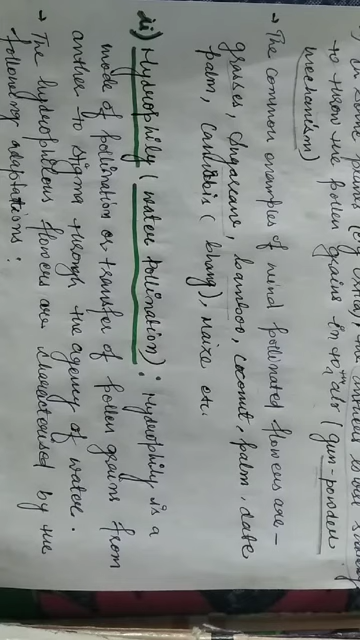 to throw the pollen grains in the air (gun-powder
mechanism)
→ The common examples of wind pollinated flowers are -
grasses, sugarcane, bamboo, coconut, palm, date
palm, cannabis (bhang), maize etc.
ii) Hydrophily (water pollination): Hydrophily is a
mode of pollination or transfer of pollen grains from
anther to stigma through the agency of water.
→ The hydrophilous flowers are characterised by the
following adaptations: